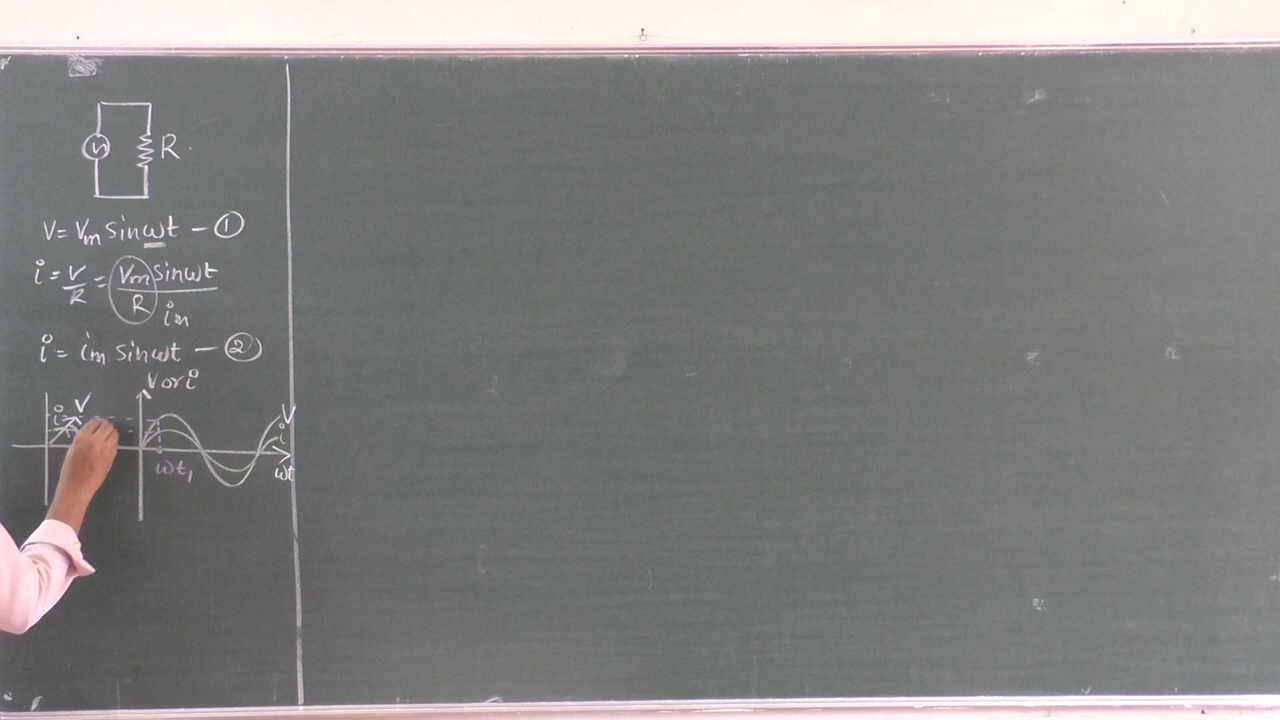 R
V = Vm sinωt — ①
i = V/R = Vm sinωt / R
im
i = im sinωt — ②
V or i
V
i
V
i
ωt1
ωt